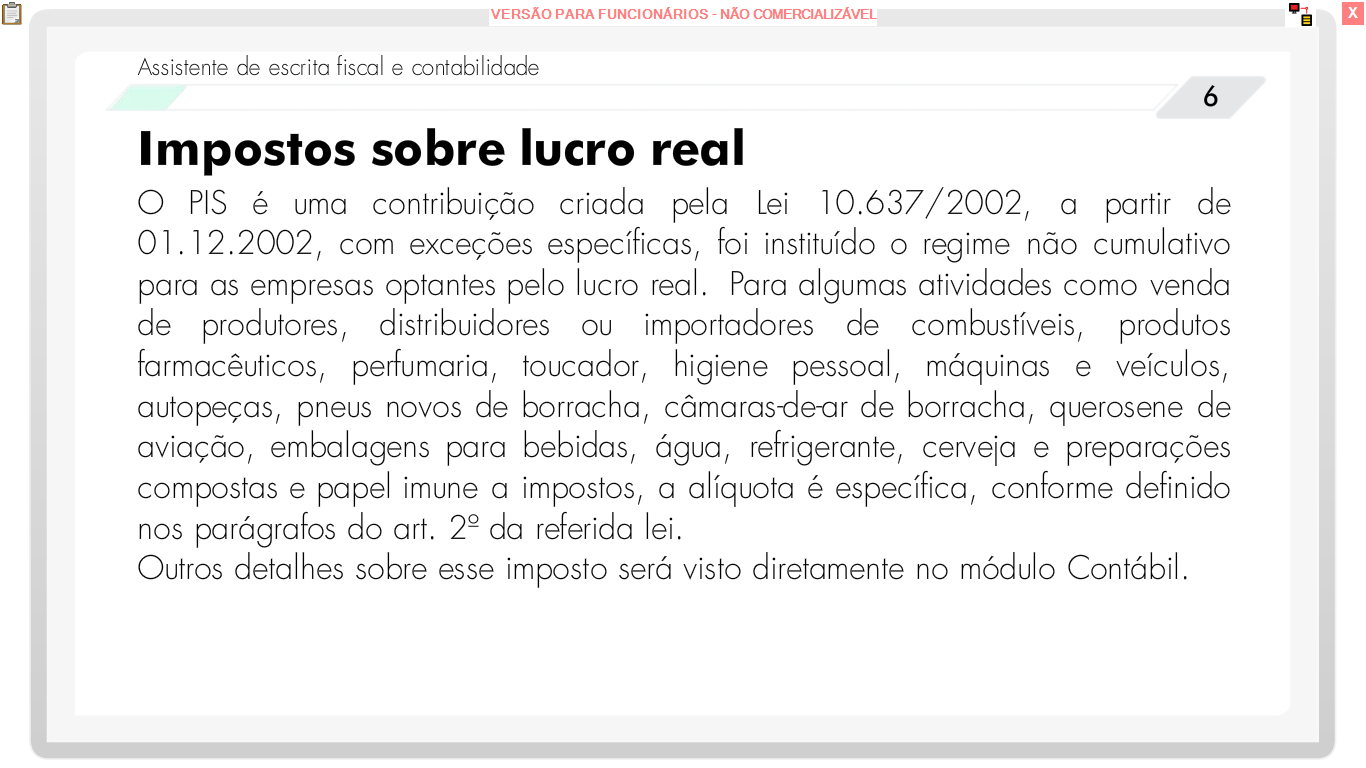 VERSÃO PARA FUNCIONÁRIOS - NÃO COMERCIALIZÁVEL
X
Assistente de escrita fiscal e contabilidade
6
Impostos sobre lucro real
O PIS é uma contribuição criada pela Lei 10.637/2002, a partir de
01.12.2002, com exceções específicas, foi instituído o regime não cumulativo
para as empresas optantes pelo lucro real.  Para algumas atividades como venda
de produtores, distribuidores ou importadores de combustíveis, produtos
farmacêuticos, perfumaria, toucador, higiene pessoal, máquinas e veículos,
autopeças, pneus novos de borracha, câmaras-de-ar de borracha, querosene de
aviação, embalagens para bebidas, água, refrigerante, cerveja e preparações
compostas e papel imune a impostos, a alíquota é específica, conforme definido
nos parágrafos do art. 2º da referida lei.
Outros detalhes sobre esse imposto será visto diretamente no módulo Contábil.